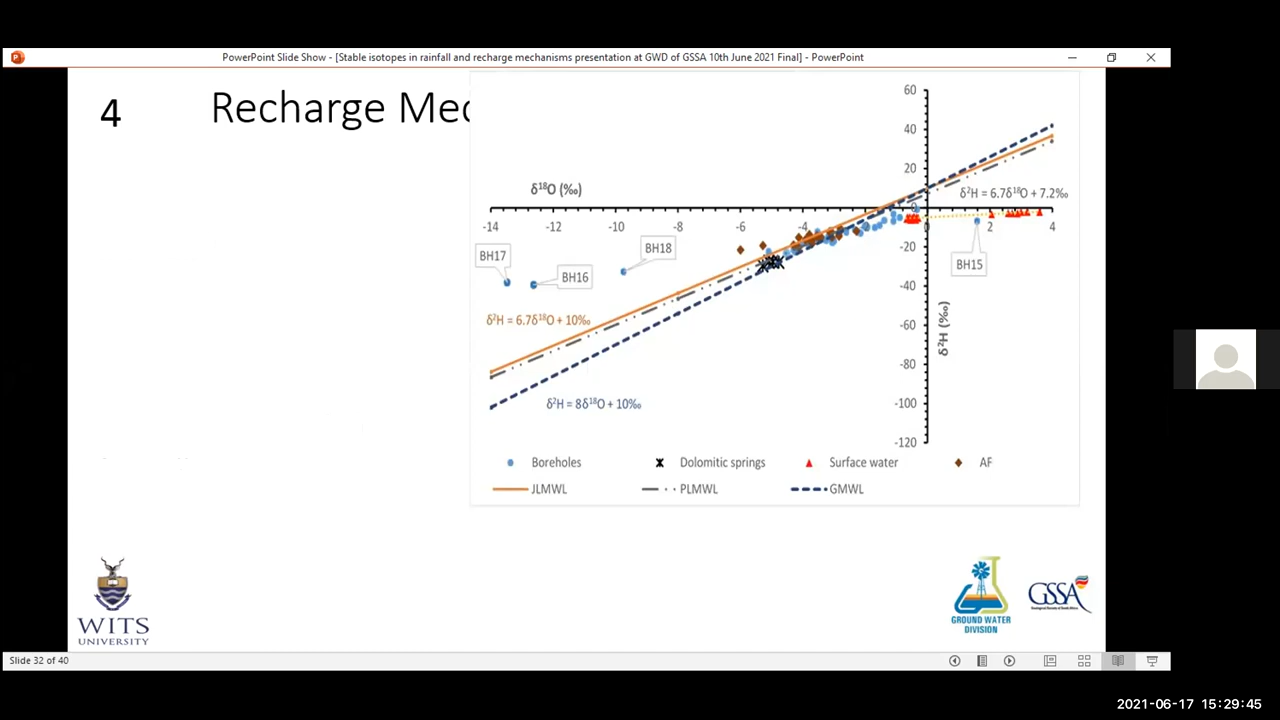 PowerPoint Slide Show - [Stable isotopes in rainfall and recharge mechanisms presentation at GWD of GSSA 10th June 2021 Final] - PowerPoint
4 Recharge Mec
60
40
20
0
-20
-40
-60
-80
-100
-120
δ¹⁸O (‰)
-14 -12 -10 -8 -6 -4 0 2 4
δ²H = 6.7δ¹⁸O + 7.2‰
BH17
BH16
BH18
BH15
δ²H = 6.7δ¹⁸O + 10‰
δ²H (‰)
δ²H = 8δ¹⁸O + 10‰
Boreholes Dolomitic springs Surface water AF
JLMWL PLMWL GMWL
WITS
UNIVERSITY
GROUND WATER
DIVISION
GSSA
Slide 32 of 40
2021-06-17 15:29:45